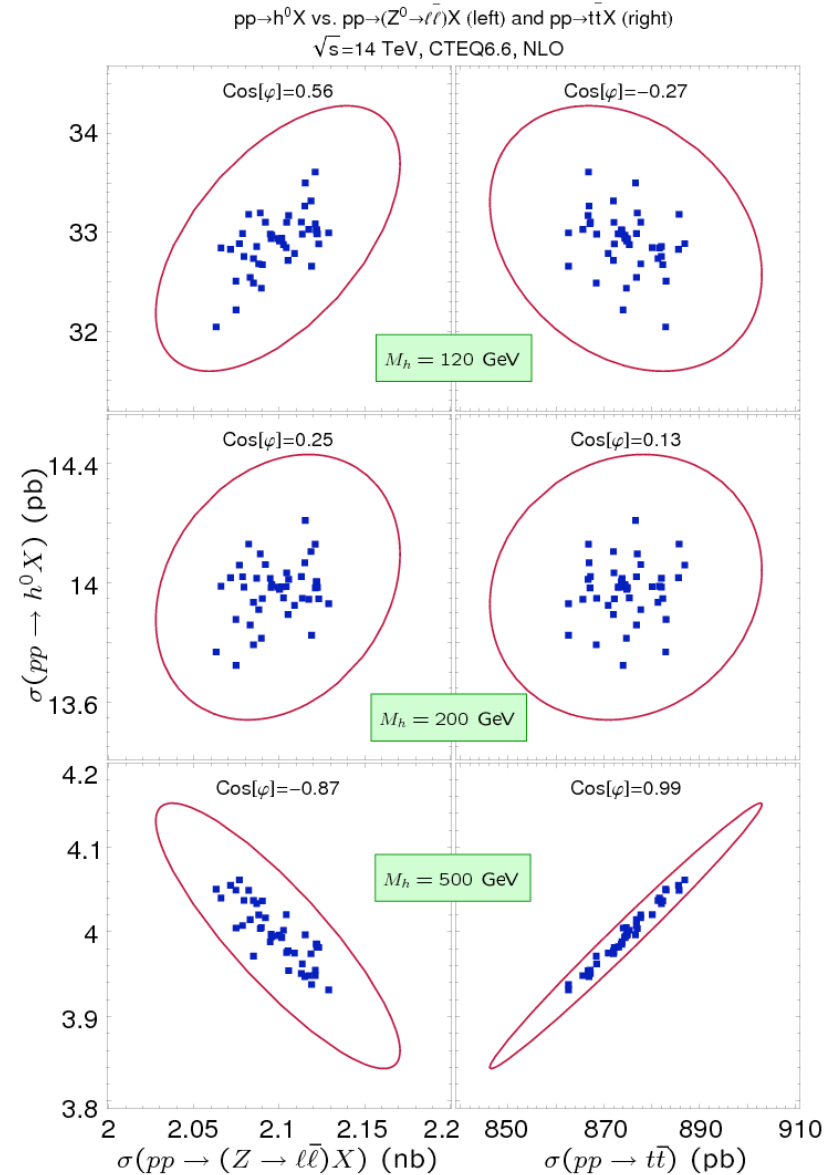 pp→h⁰X vs. pp→(Z⁰→ℓℓ̄)X (left) and pp→tt̄X (right)
√s=14 TeV, CTEQ6.6, NLO
Cos[φ]=0.56
Cos[φ]=−0.27
34
33
32
M_h = 120 GeV
Cos[φ]=0.25
Cos[φ]=0.13
14.4
14
13.6
σ(pp → h⁰X) (pb)
M_h = 200 GeV
Cos[φ]=−0.87
Cos[φ]=0.99
4.2
4.1
4
3.9
3.8
M_h = 500 GeV
2 2.05 2.1 2.15 2.2 850 870 890 910
σ(pp → (Z → ℓℓ̄)X) (nb) σ(pp → tt̄) (pb)